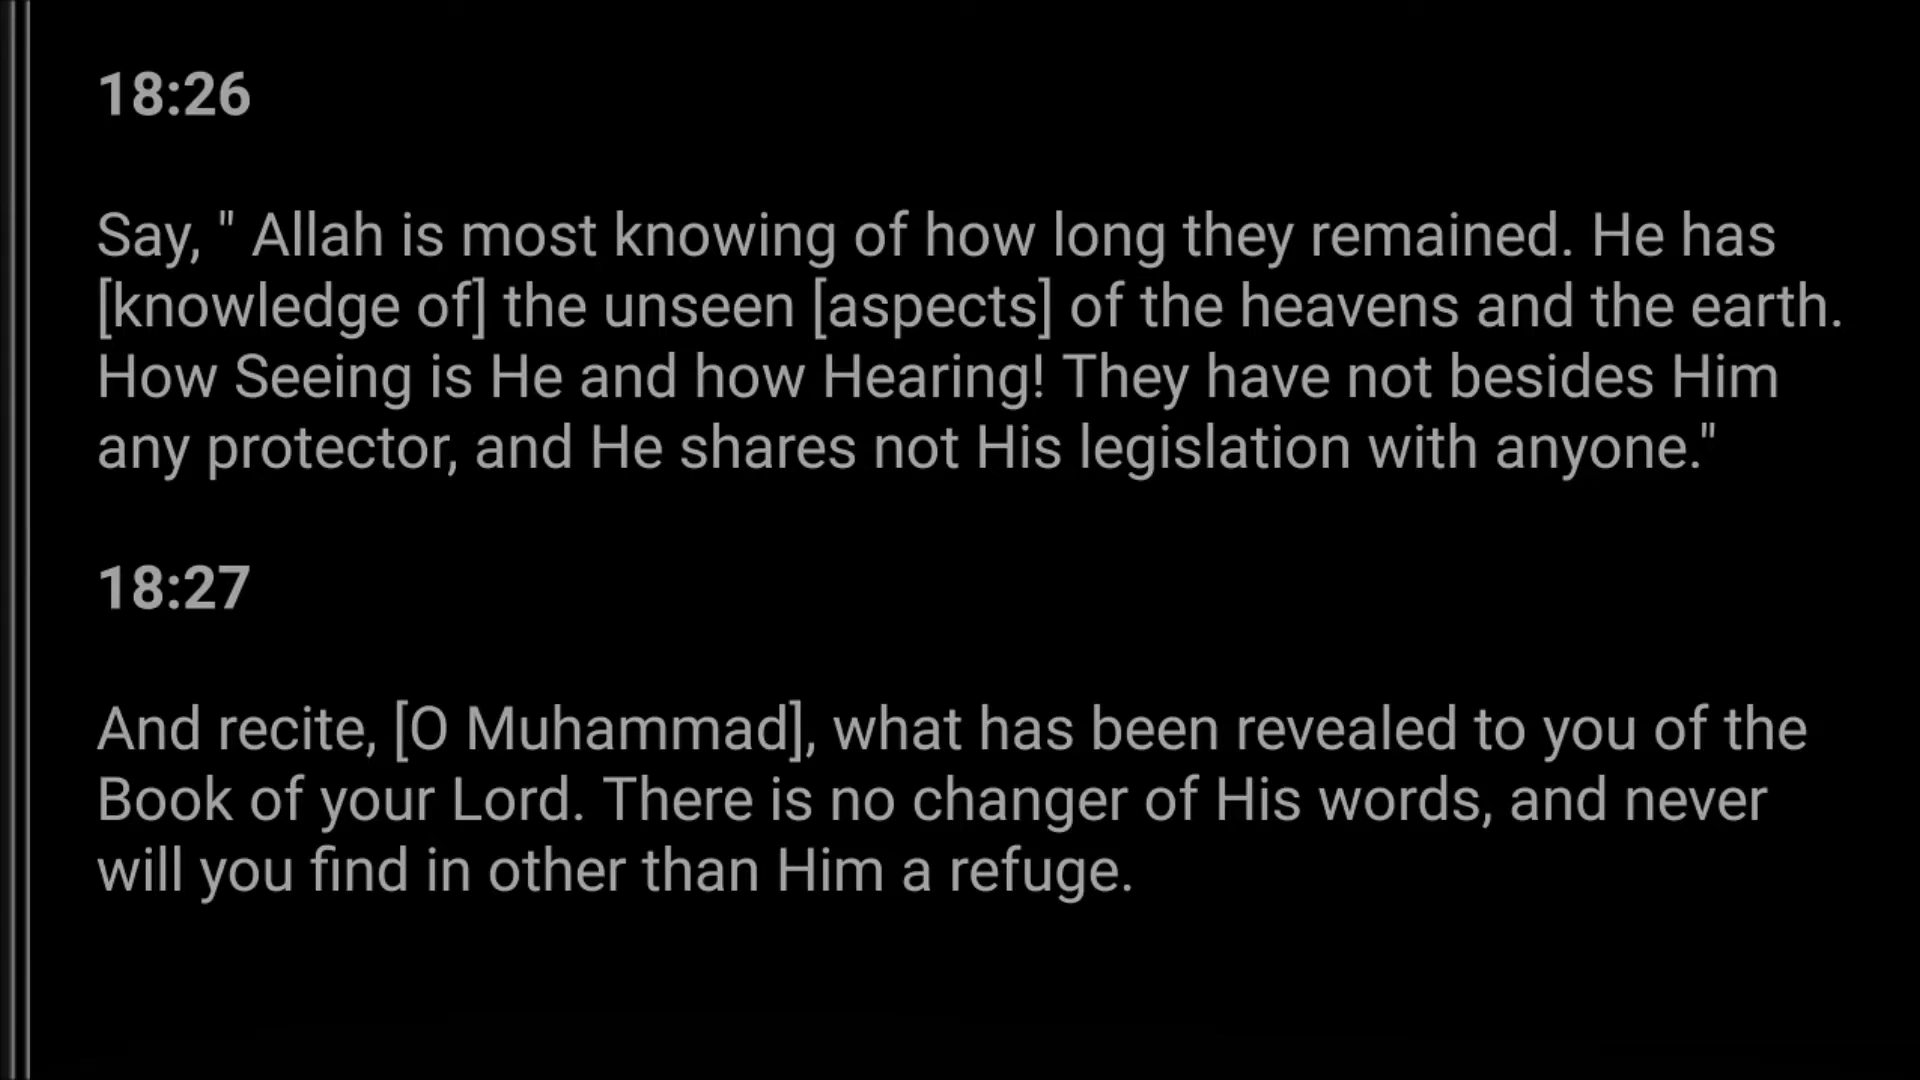 18:26
Say, " Allah is most knowing of how long they remained. He has
[knowledge of] the unseen [aspects] of the heavens and the earth.
How Seeing is He and how Hearing! They have not besides Him
any protector, and He shares not His legislation with anyone."
18:27
And recite, [O Muhammad], what has been revealed to you of the
Book of your Lord. There is no changer of His words, and never
will you find in other than Him a refuge.